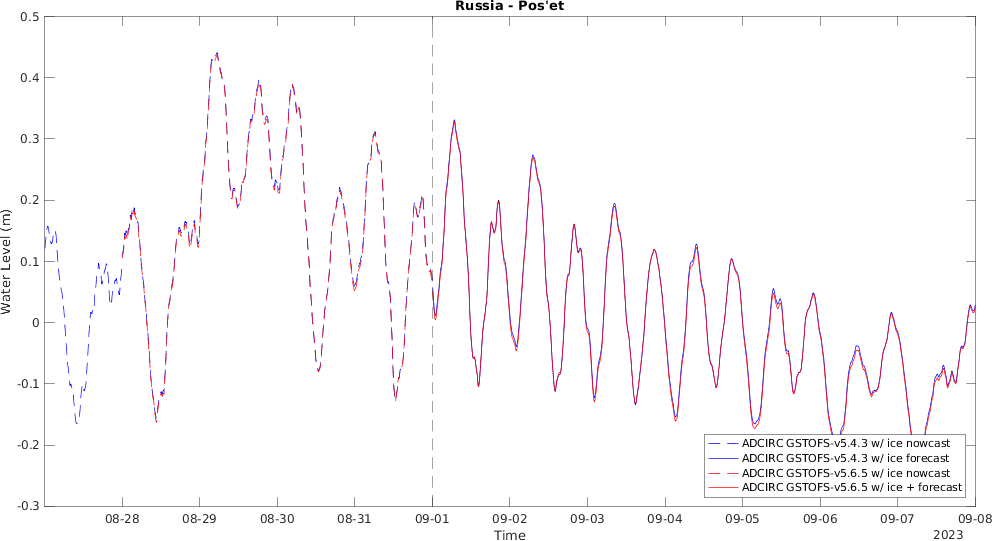 Russia - Pos'et
0.5
0.4
0.3
0.2
0.1
0
-0.1
-0.2
-0.3
Water Level (m)
ADCIRC GSTOFS-v5.4.3 w/ ice nowcast
ADCIRC GSTOFS-v5.4.3 w/ ice forecast
ADCIRC GSTOFS-v5.6.5 w/ ice nowcast
ADCIRC GSTOFS-v5.6.5 w/ ice + forecast
08-28 08-29 08-30 08-31 09-01 09-02 09-03 09-04 09-05 09-06 09-07 09-08
Time
2023